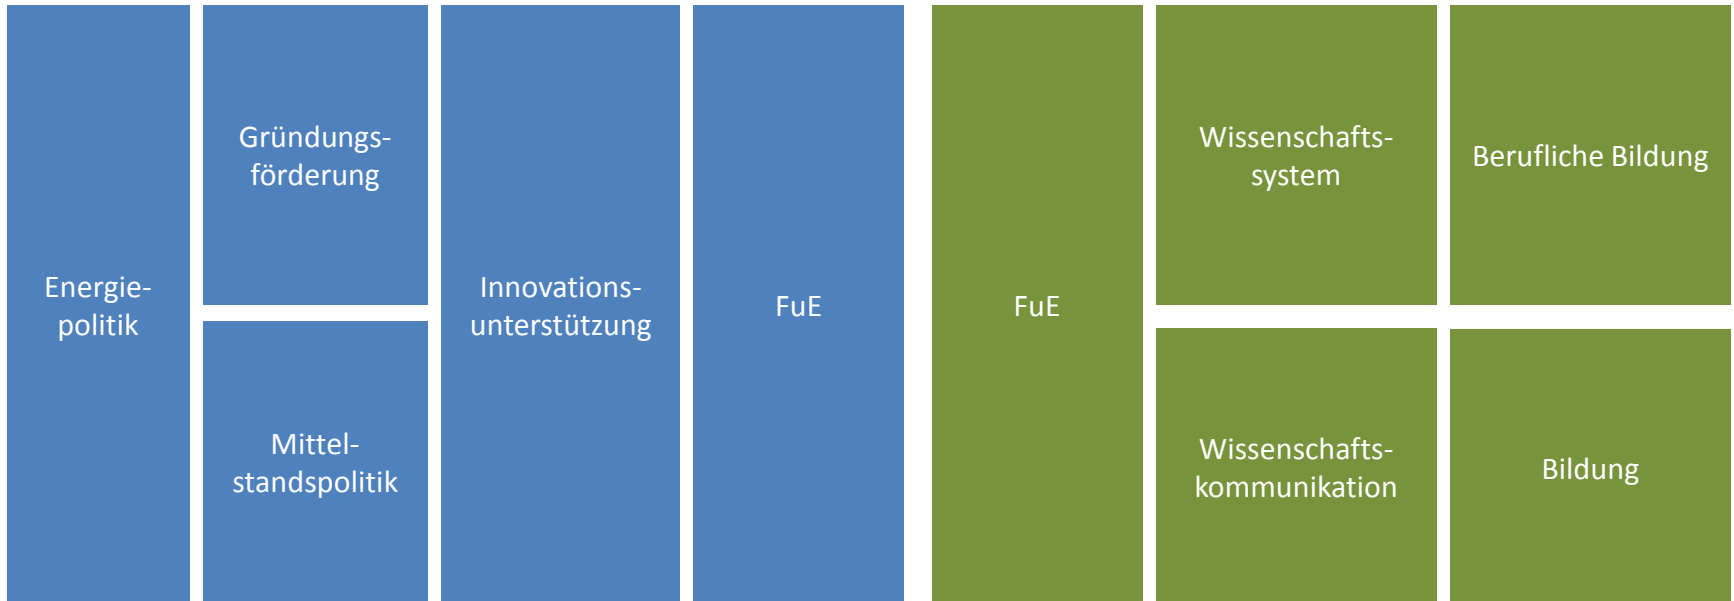 Energie-
politik
Gründungs-
förderung
Mittel-
standspolitik
Innovations-
unterstützung
FuE
FuE
Wissenschafts-
system
Wissenschafts-
kommunikation
Berufliche Bildung
Bildung